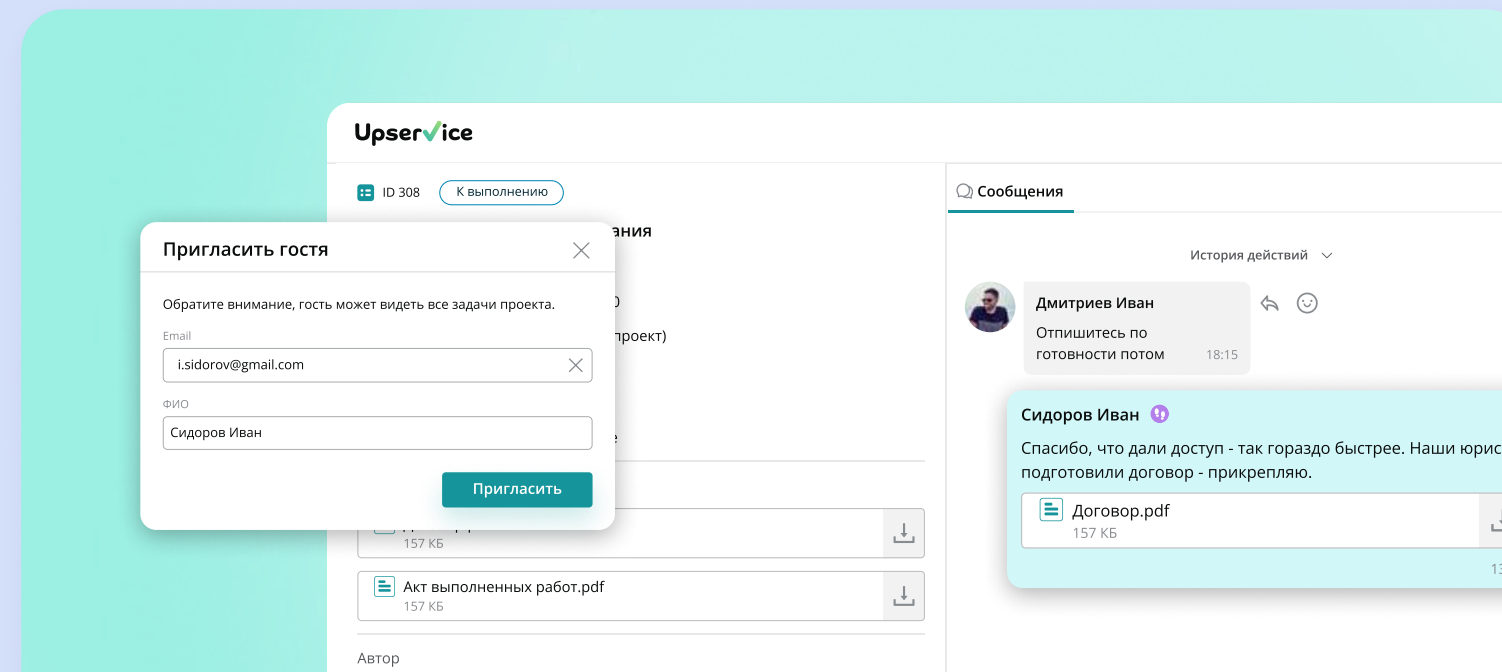 Upservice
ID 308
К выполнению
Сообщения
Пригласить гостя
Обратите внимание, гость может видеть все задачи проекта.
Email
i.sidorov@gmail.com
ФИО
Сидоров Иван
Пригласить
проект)
157 КБ
Акт выполненных работ.pdf
157 КБ
Автор
История действий
Дмитриев Иван
Отпишитесь по
готовности потом
18:15
Сидоров Иван
Спасибо, что дали доступ - так гораздо быстрее. Наши юрис
подготовили договор - прикрепляю.
Договор.pdf
157 КБ